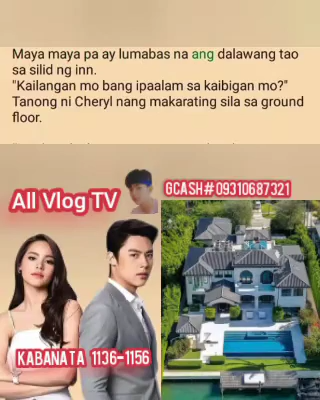 Maya maya pa ay lumabas na ang dalawang tao
sa silid ng inn.
"Kailangan mo bang ipaalam sa kaibigan mo?"
Tanong ni Cheryl nang makarating sila sa ground
floor.
All Vlog TV
GCASH#09310687321
KABANATA 1136-1156